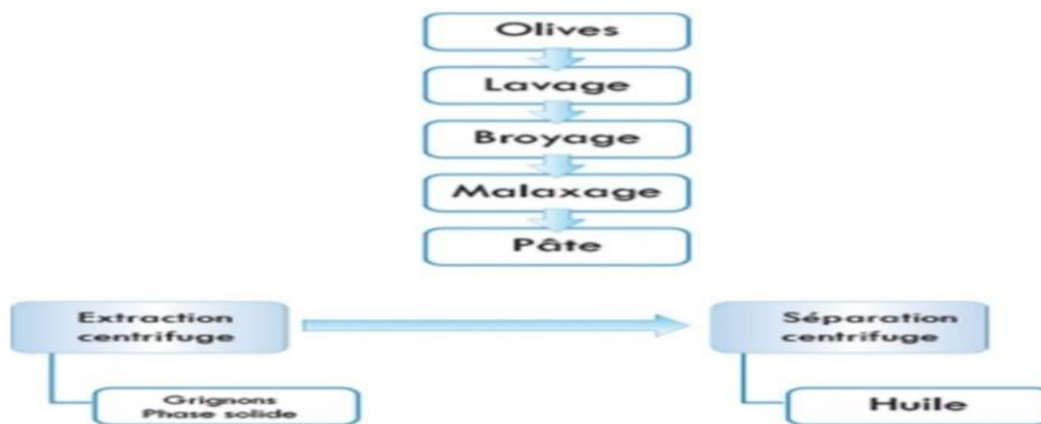 Olives
Lavage
Broyage
Malaxage
Pâte
Extraction
centrifuge
Séparation
centrifuge
Grignons
Phase solide
Huile